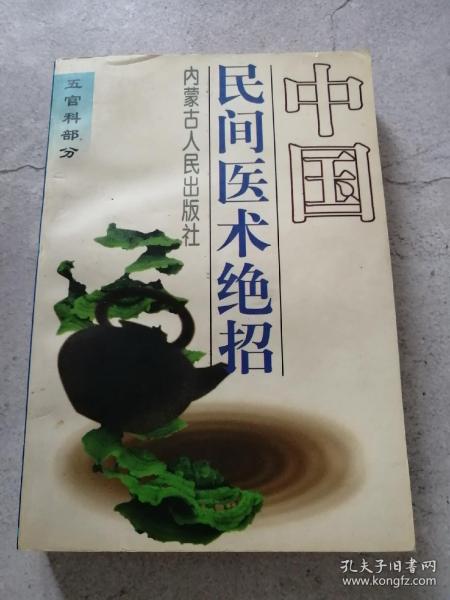 中国
民间医术绝招
内蒙古人民出版社
五官科部分
孔夫子旧书网
www.kongfz.com